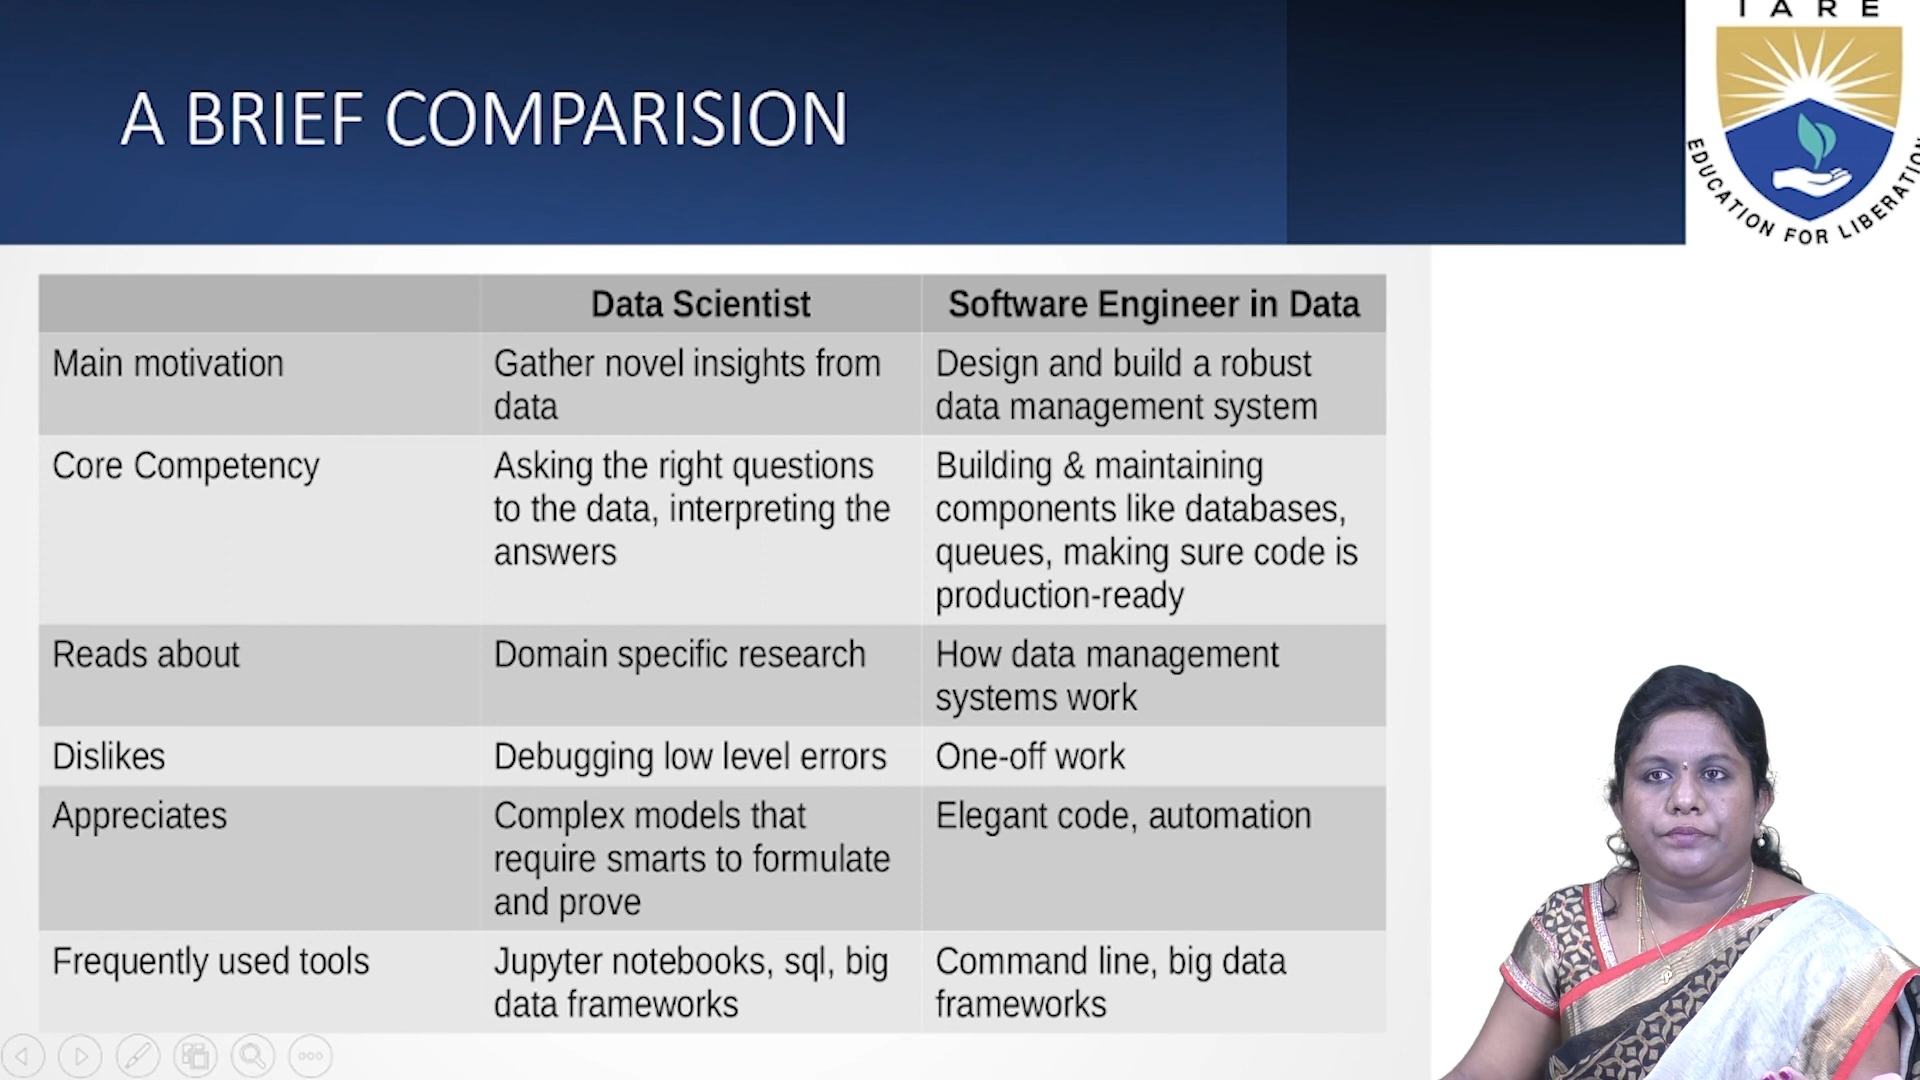 IARE
EDUCATION FOR LIBERATION
A BRIEF COMPARISION
Data Scientist
Software Engineer in Data
Main motivation
Gather novel insights from
data
Design and build a robust
data management system
Core Competency
Asking the right questions
to the data, interpreting the
answers
Building & maintaining
components like databases,
queues, making sure code is
production-ready
Reads about
Domain specific research
How data management
systems work
Dislikes
Debugging low level errors
One-off work
Appreciates
Complex models that
require smarts to formulate
and prove
Elegant code, automation
Frequently used tools
Jupyter notebooks, sql, big
data frameworks
Command line, big data
frameworks